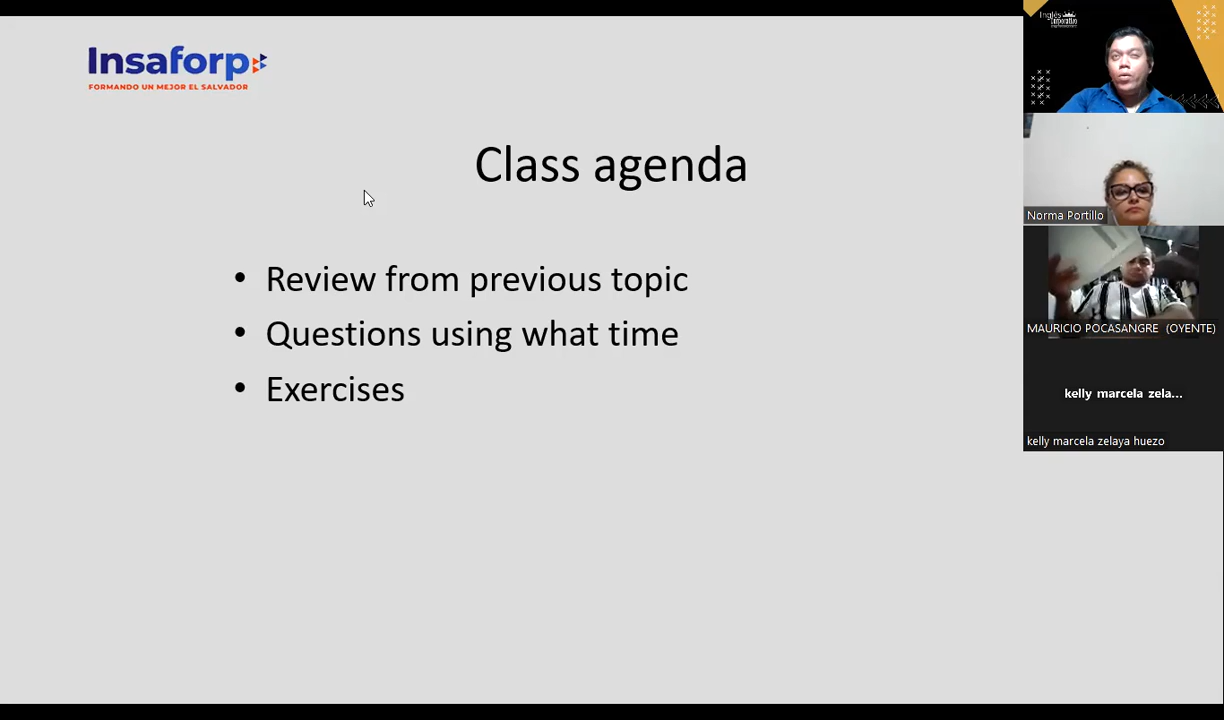 Insaforp
FORMANDO UN MEJOR EL SALVADOR
Class agenda
• Review from previous topic
• Questions using what time
• Exercises
Inglés
Norma Portillo
MAURICIO POCASANGRE (OYENTE)
kelly marcela zela...
kelly marcela zelaya huezo